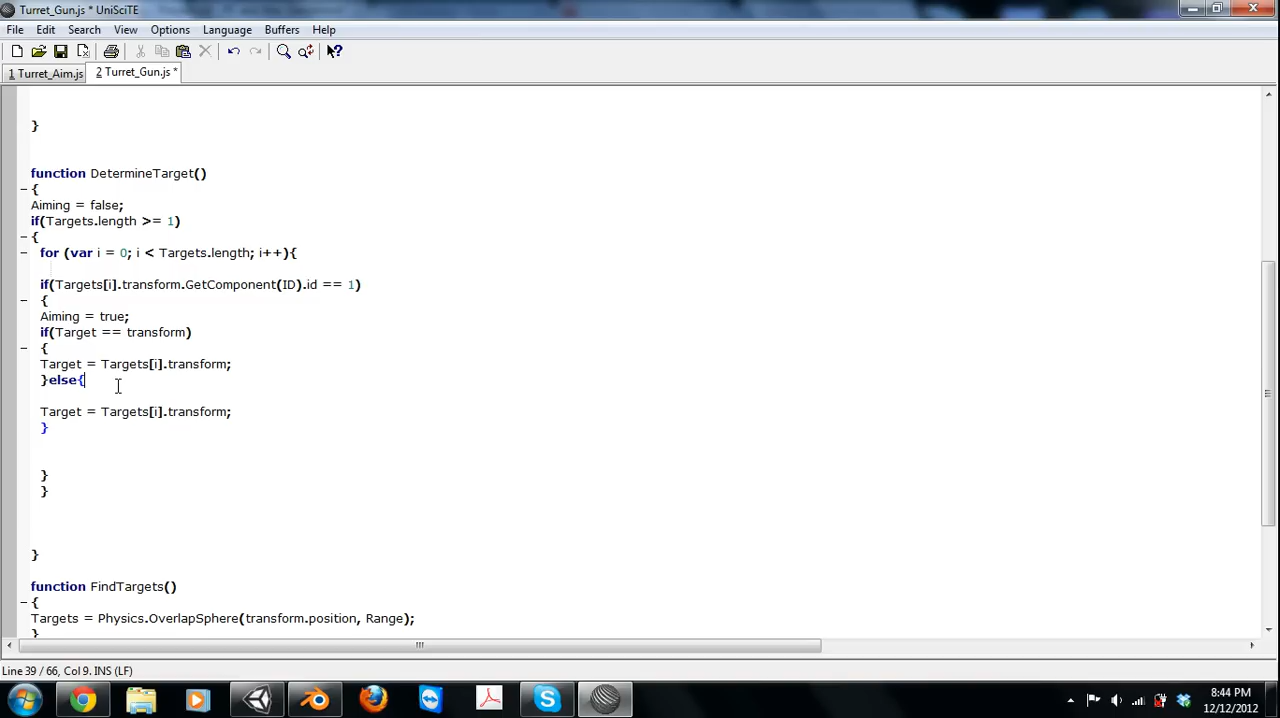 Turret_Gun.js * UniSciTE
File Edit Search View Options Language Buffers Help
1 Turret_Aim.js 2 Turret_Gun.js *
}
function DetermineTarget()
{
Aiming = false;
if(Targets.length >= 1)
{
for (var i = 0; i < Targets.length; i++){
if(Targets[i].transform.GetComponent(ID).id == 1)
{
Aiming = true;
if(Target == transform)
{
Target = Targets[i].transform;
}else{
Target = Targets[i].transform;
}
}
}
}
function FindTargets()
{
Targets = Physics.OverlapSphere(transform.position, Range);
}
Line 39 / 66, Col 9. INS (LF)
8:44 PM
12/12/2012